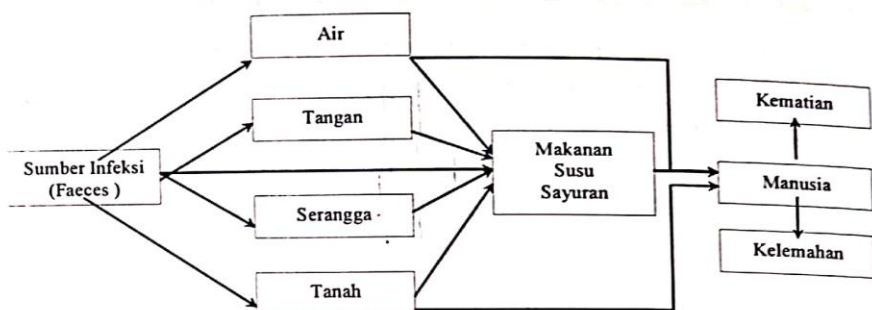 Air
Tangan
Sumber Infeksi
(Faeces )
Serangga
Tanah
Makanan
Susu
Sayuran
Kematian
Manusia
Kelemahan